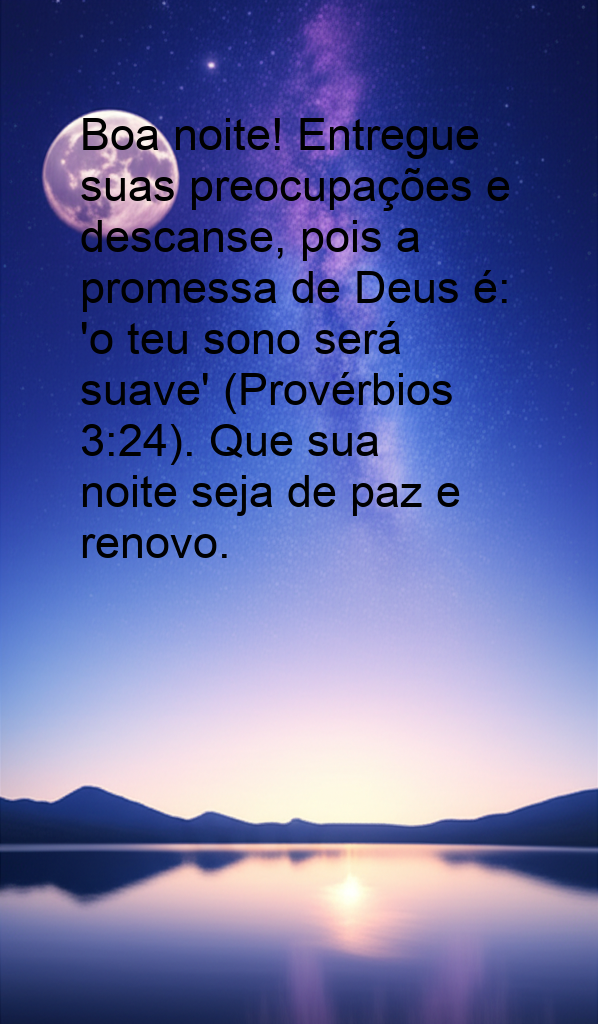 Boa noite! Entregue
suas preocupações e
descanse, pois a
promessa de Deus é:
'o teu sono será
suave' (Provérbios
3:24). Que sua
noite seja de paz e
renovo.